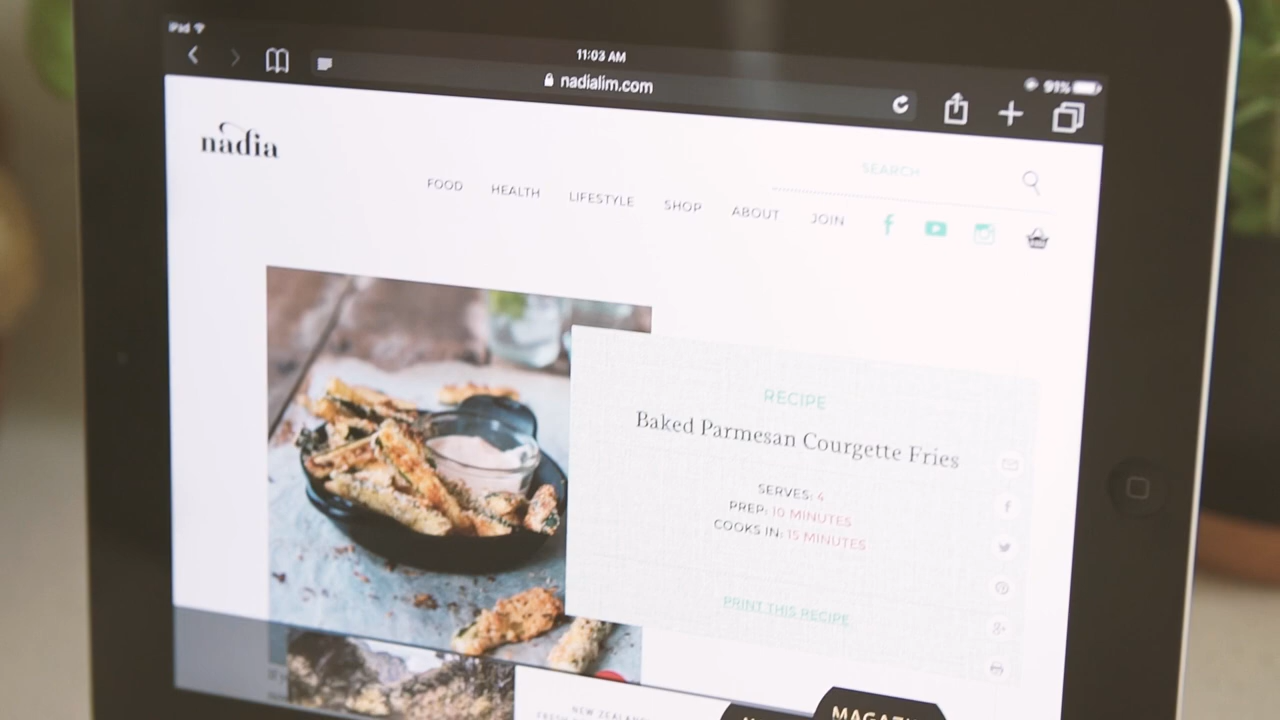 iPad
11:03 AM
nadialim.com
91%
nadia
SEARCH
FOOD HEALTH LIFESTYLE SHOP ABOUT JOIN
RECIPE
Baked Parmesan Courgette Fries
SERVES: 4
PREP: 10 MINUTES
COOKS IN: 15 MINUTES
PRINT THIS RECIPE
NEW ZEALAND